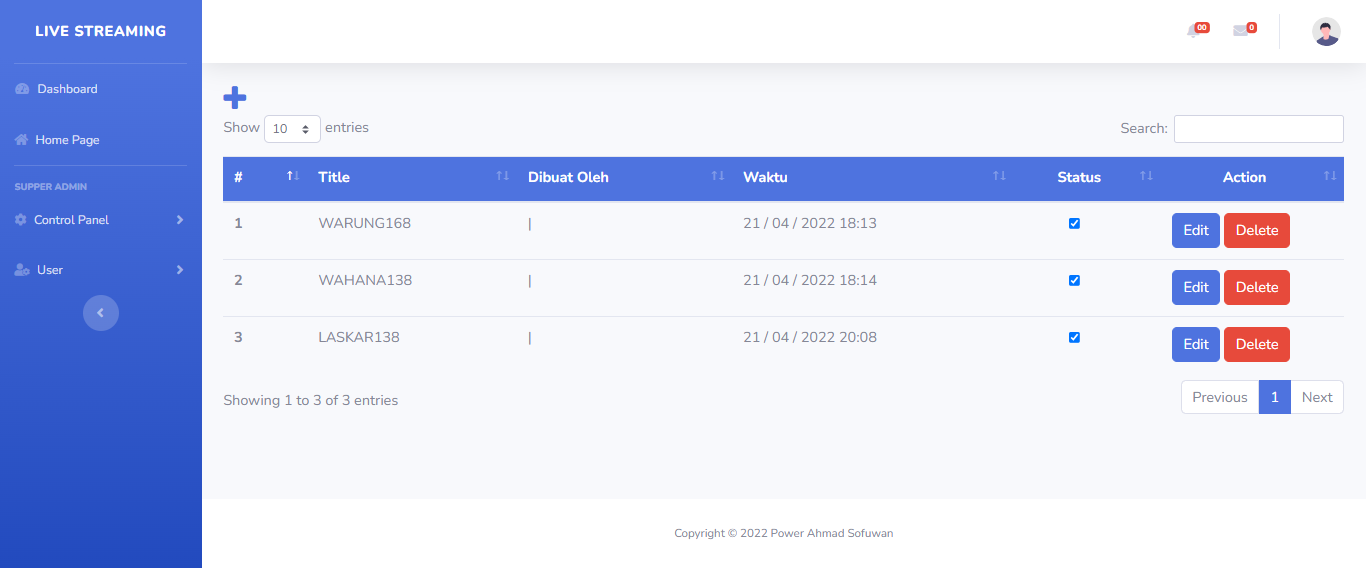 LIVE STREAMING
00
0
Dashboard
Home Page
SUPPER ADMIN
Control Panel
User
Show 10 entries
Search:
# Title Dibuat Oleh Waktu Status Action
1 WARUNG168 | 21 / 04 / 2022 18:13 Edit Delete
2 WAHANA138 | 21 / 04 / 2022 18:14 Edit Delete
3 LASKAR138 | 21 / 04 / 2022 20:08 Edit Delete
Showing 1 to 3 of 3 entries
Previous 1 Next
Copyright © 2022 Power Ahmad Sofuwan